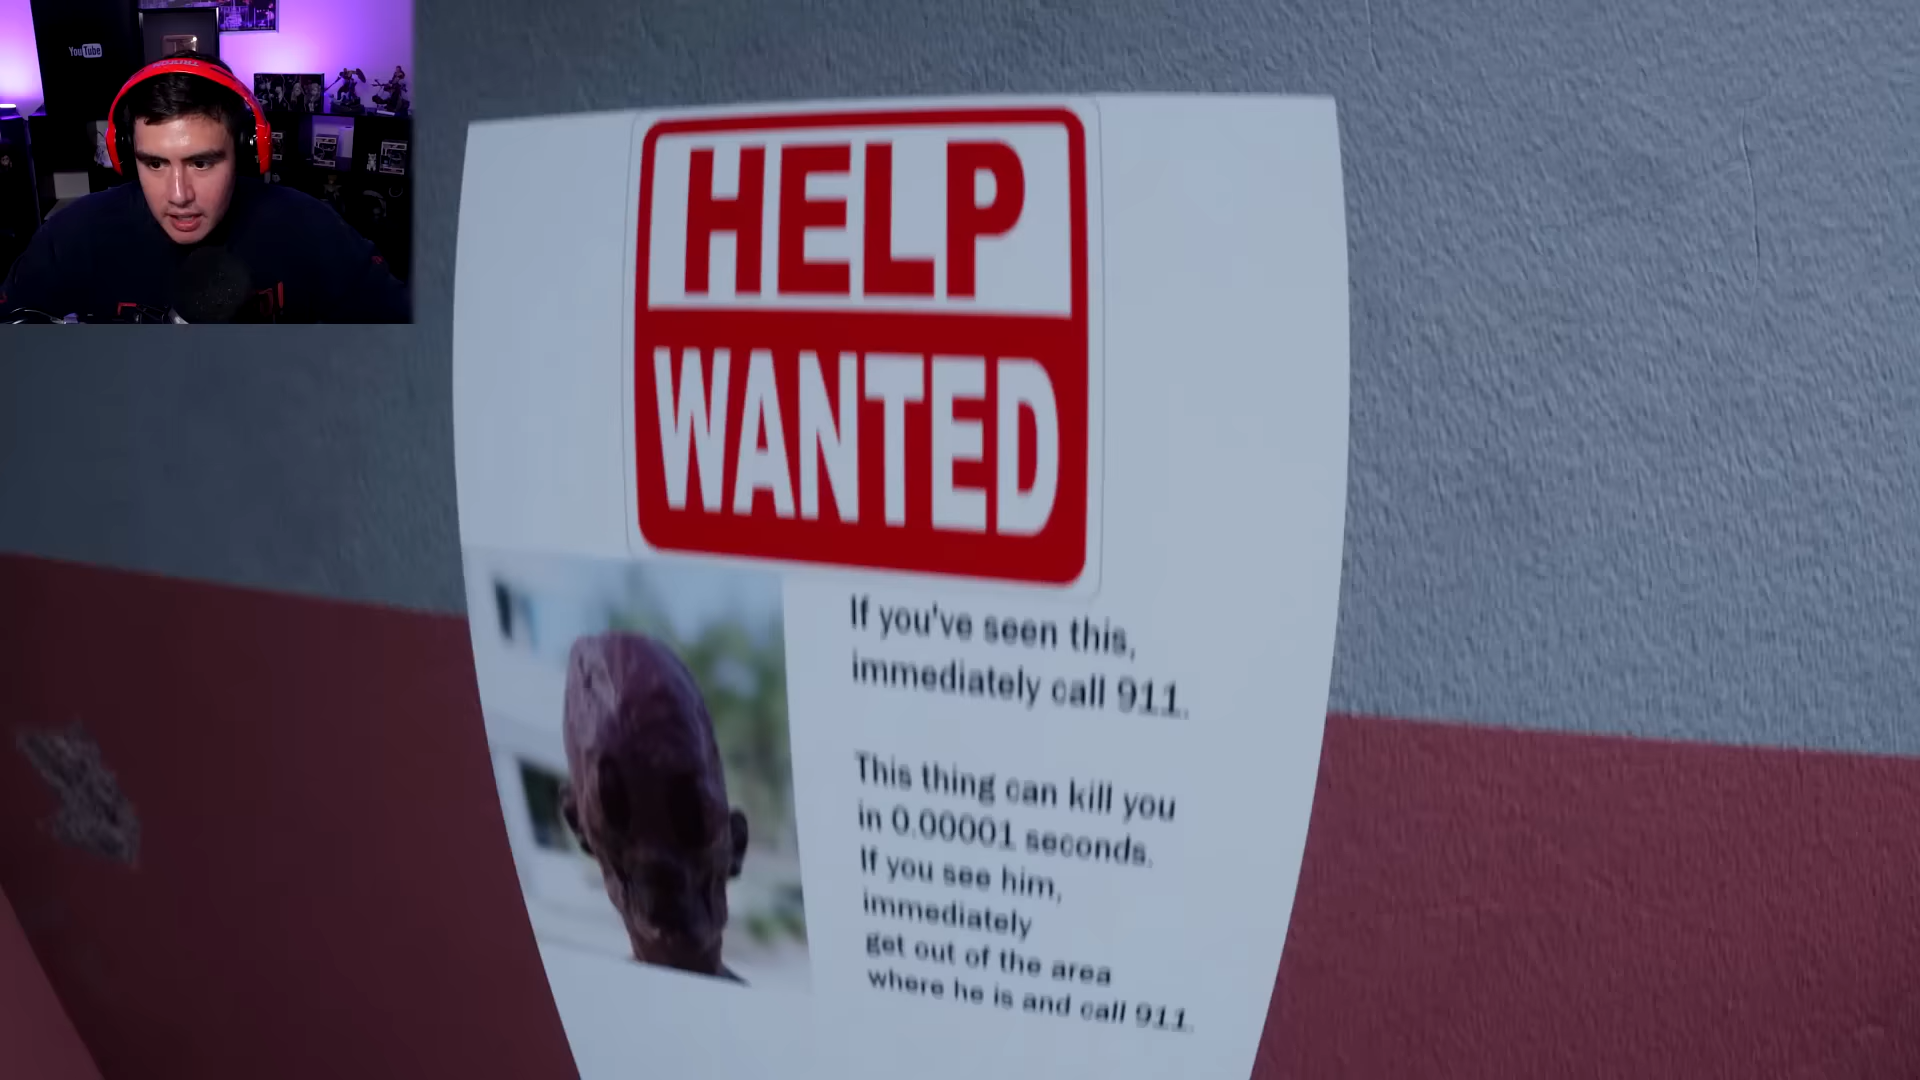 YouTube
HELP
WANTED
If you've seen this,
immediately call 911.
This thing can kill you
in 0.00001 seconds.
If you see him,
immediately
get out of the area
where he is and call 911.